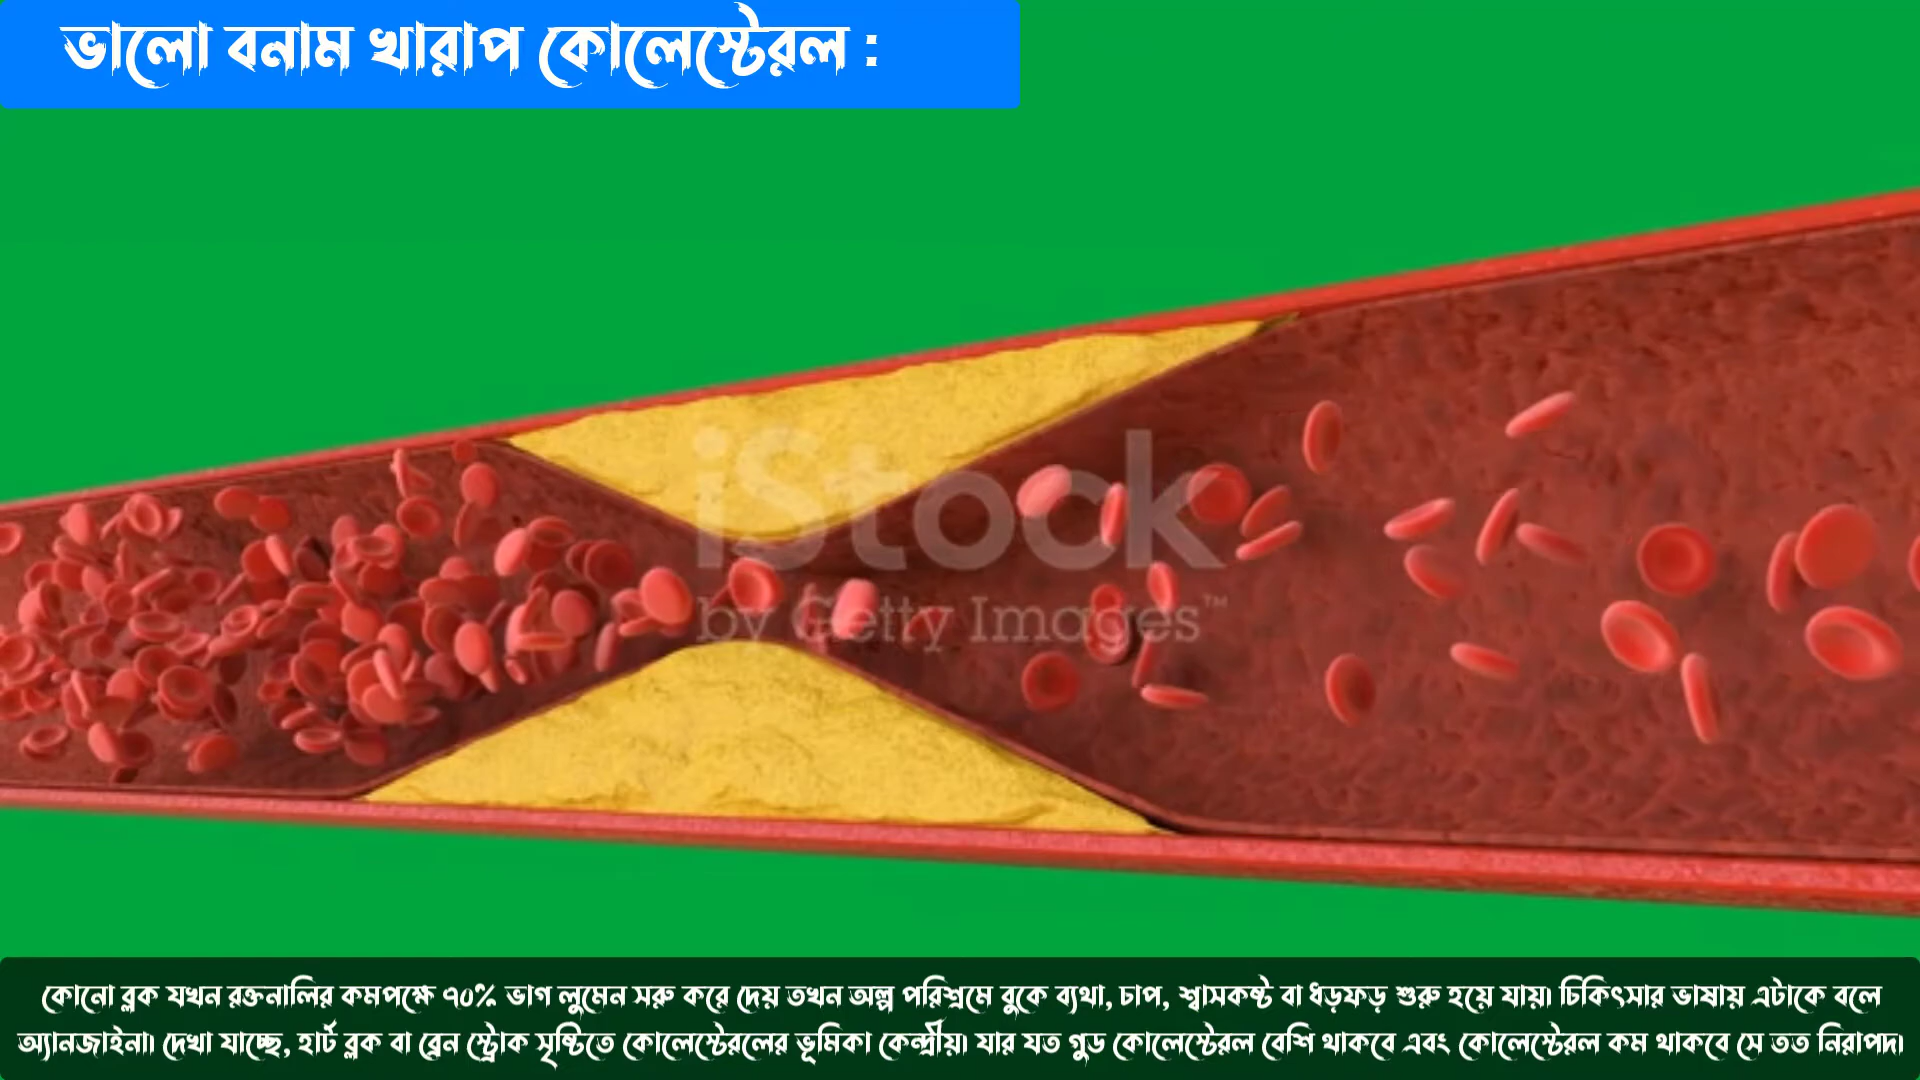 ভালো বনাম খারাপ কোলেস্টেরল :
iStock
by Getty Images™
কোনো ব্লক যখন রক্তনালির কমপক্ষে ৭০% ভাগ লুমেন সরু করে দেয় তখন অল্প পরিশ্রমে বুকে ব্যথা, চাপ, শ্বাসকষ্ট বা ধড়ফড় শুরু হয়ে যায়। চিকিৎসার ভাষায় এটাকে বলে
অ্যানজাইনা। দেখা যাচ্ছে, হার্ট ব্লক বা ব্রেন স্ট্রোক সৃষ্টিতে কোলেস্টেরলের ভূমিকা কেন্দ্রীয়। যার যত গুড কোলেস্টেরল বেশি থাকবে এবং কোলেস্টেরল কম থাকবে সে তত নিরাপদ।